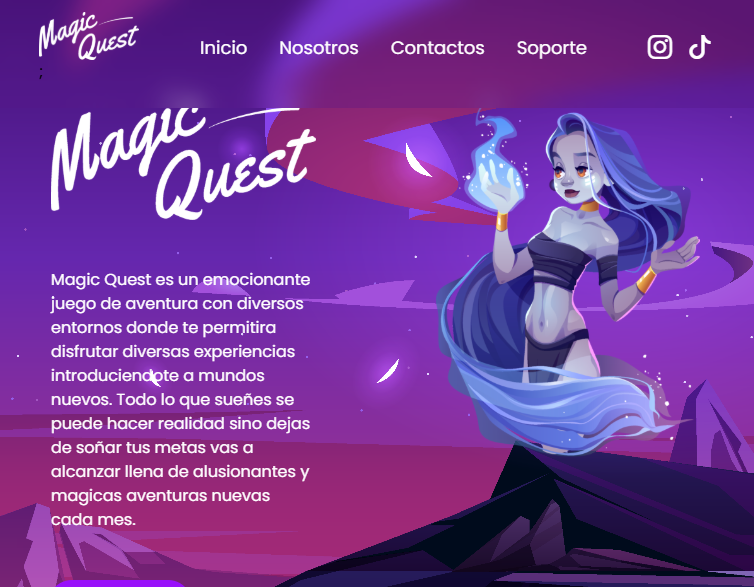 Magic
Quest
Inicio Nosotros Contactos Soporte
;
Magic
Quest
Magic Quest es un emocionante
juego de aventura con diversos
entornos donde te permitira
disfrutar diversas experiencias
introduciendote a mundos
nuevos. Todo lo que sueñes se
puede hacer realidad sino dejas
de soñar tus metas vas a
alcanzar llena de alusionantes y
magicas aventuras nuevas
cada mes.